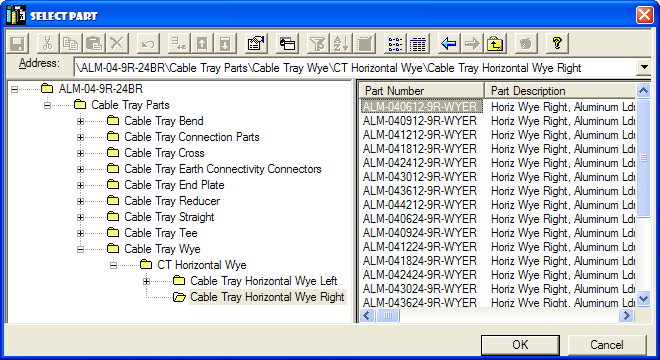 SELECT PART
Address: \ALM-04-9R-24BR\Cable Tray Parts\Cable Tray Wye\CT Horizontal Wye\Cable Tray Horizontal Wye Right
ALM-04-9R-24BR
Cable Tray Parts
Cable Tray Bend
Cable Tray Connection Parts
Cable Tray Cross
Cable Tray Earth Connectivity Connectors
Cable Tray End Plate
Cable Tray Reducer
Cable Tray Straight
Cable Tray Tee
Cable Tray Wye
CT Horizontal Wye
Cable Tray Horizontal Wye Left
Cable Tray Horizontal Wye Right
Part Number Part Description
ALM-040612-9R-WYER Horiz Wye Right, Aluminum Ldr
ALM-040912-9R-WYER Horiz Wye Right, Aluminum Ldr
ALM-041212-9R-WYER Horiz Wye Right, Aluminum Ldr
ALM-041812-9R-WYER Horiz Wye Right, Aluminum Ldr
ALM-042412-9R-WYER Horiz Wye Right, Aluminum Ldr
ALM-043012-9R-WYER Horiz Wye Right, Aluminum Ldr
ALM-043612-9R-WYER Horiz Wye Right, Aluminum Ldr
ALM-044212-9R-WYER Horiz Wye Right, Aluminum Ldr
ALM-040624-9R-WYER Horiz Wye Right, Aluminum Ldr
ALM-040924-9R-WYER Horiz Wye Right, Aluminum Ldr
ALM-041224-9R-WYER Horiz Wye Right, Aluminum Ldr
ALM-041824-9R-WYER Horiz Wye Right, Aluminum Ldr
ALM-042424-9R-WYER Horiz Wye Right, Aluminum Ldr
ALM-043024-9R-WYER Horiz Wye Right, Aluminum Ldr
ALM-043624-9R-WYER Horiz Wye Right, Aluminum Ldr
OK Cancel